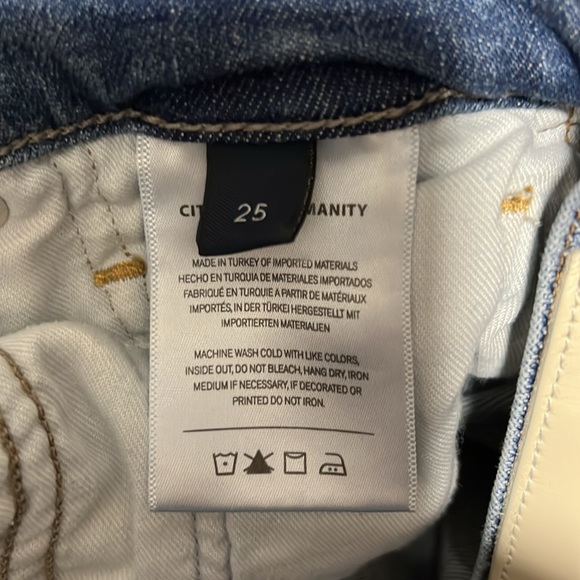 CIT MANITY
25
MADE IN TURKEY OF IMPORTED MATERIALS
HECHO EN TURQUIA DE MATERIALES IMPORTADOS
FABRIQUÉ EN TURQUIE A PARTIR DE MATÉRIAUX
IMPORTÉS, IN DER TÜRKEI HERGESTELLT MIT
IMPORTIERTEN MATERIALIEN
MACHINE WASH COLD WITH LIKE COLORS,
INSIDE OUT, DO NOT BLEACH, HANG DRY, IRON
MEDIUM IF NECESSARY, IF DECORATED OR
PRINTED DO NOT IRON.